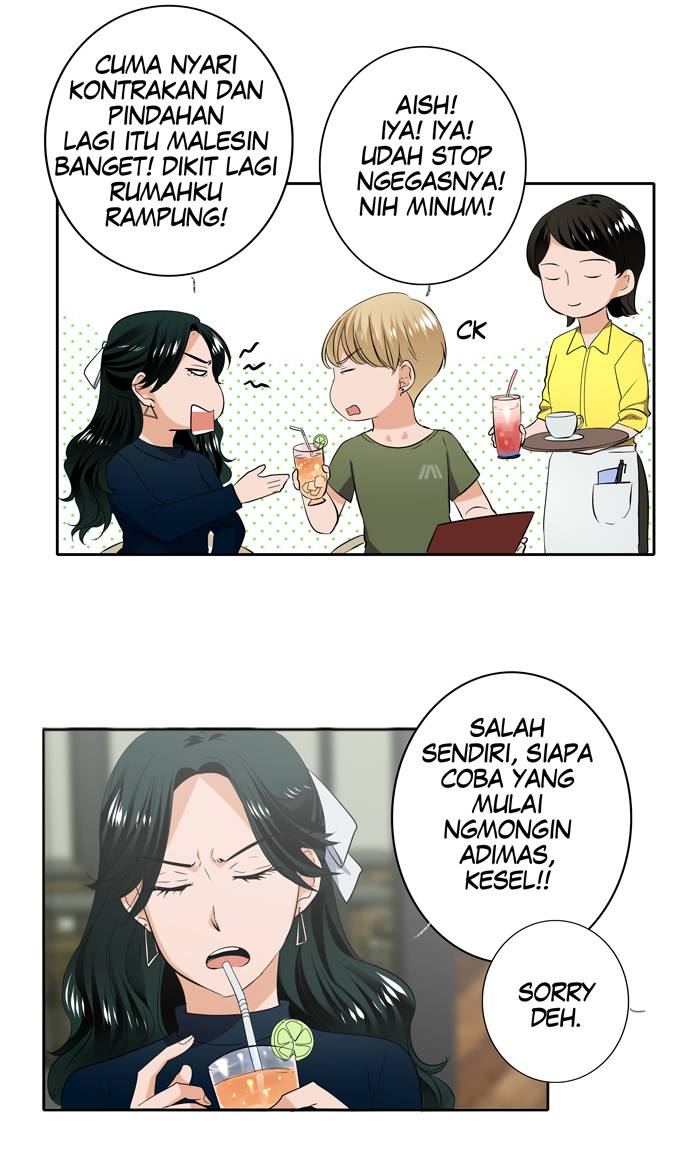 CUMA NYARI
KONTRAKAN DAN
PINDAHAN
LAGI ITU MALESIN
BANGET! DIKIT LAGI
RUMAHKU
RAMPUNG!
AISH!
IYA! IYA!
UDAH STOP
NGEGASNYA!
NIH MINUM!
CK
SALAH
SENDIRI, SIAPA
COBA YANG
MULAI
NGMONGIN
ADIMAS,
KESEL!!
SORRY
DEH.